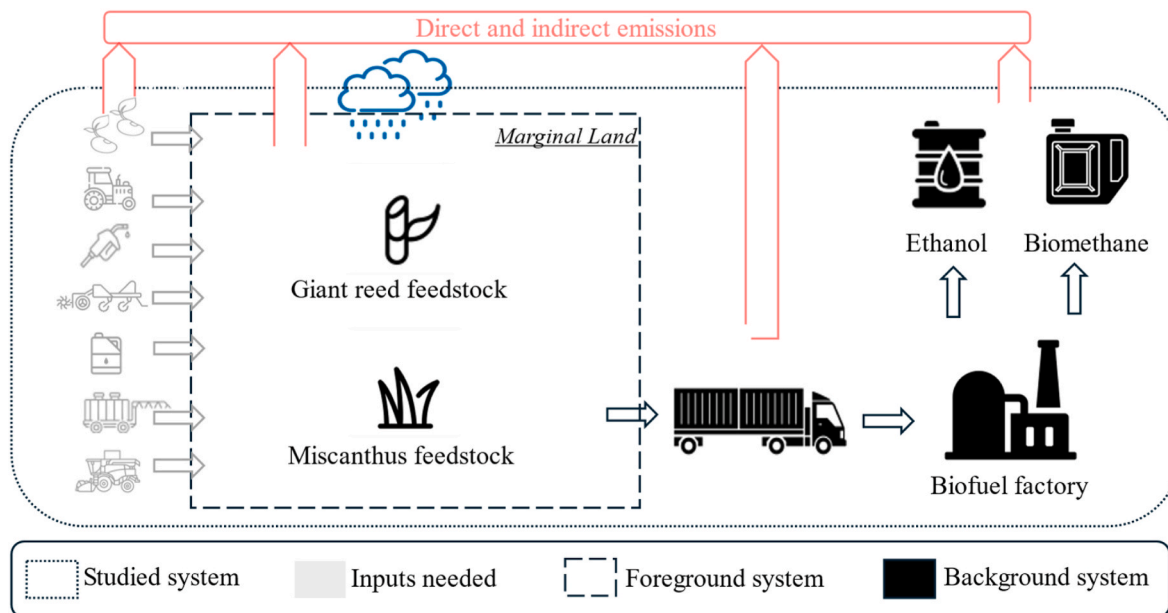 Direct and indirect emissions
Marginal Land
Giant reed feedstock
Miscanthus feedstock
Ethanol
Biomethane
Biofuel factory
Studied system
Inputs needed
Foreground system
Background system